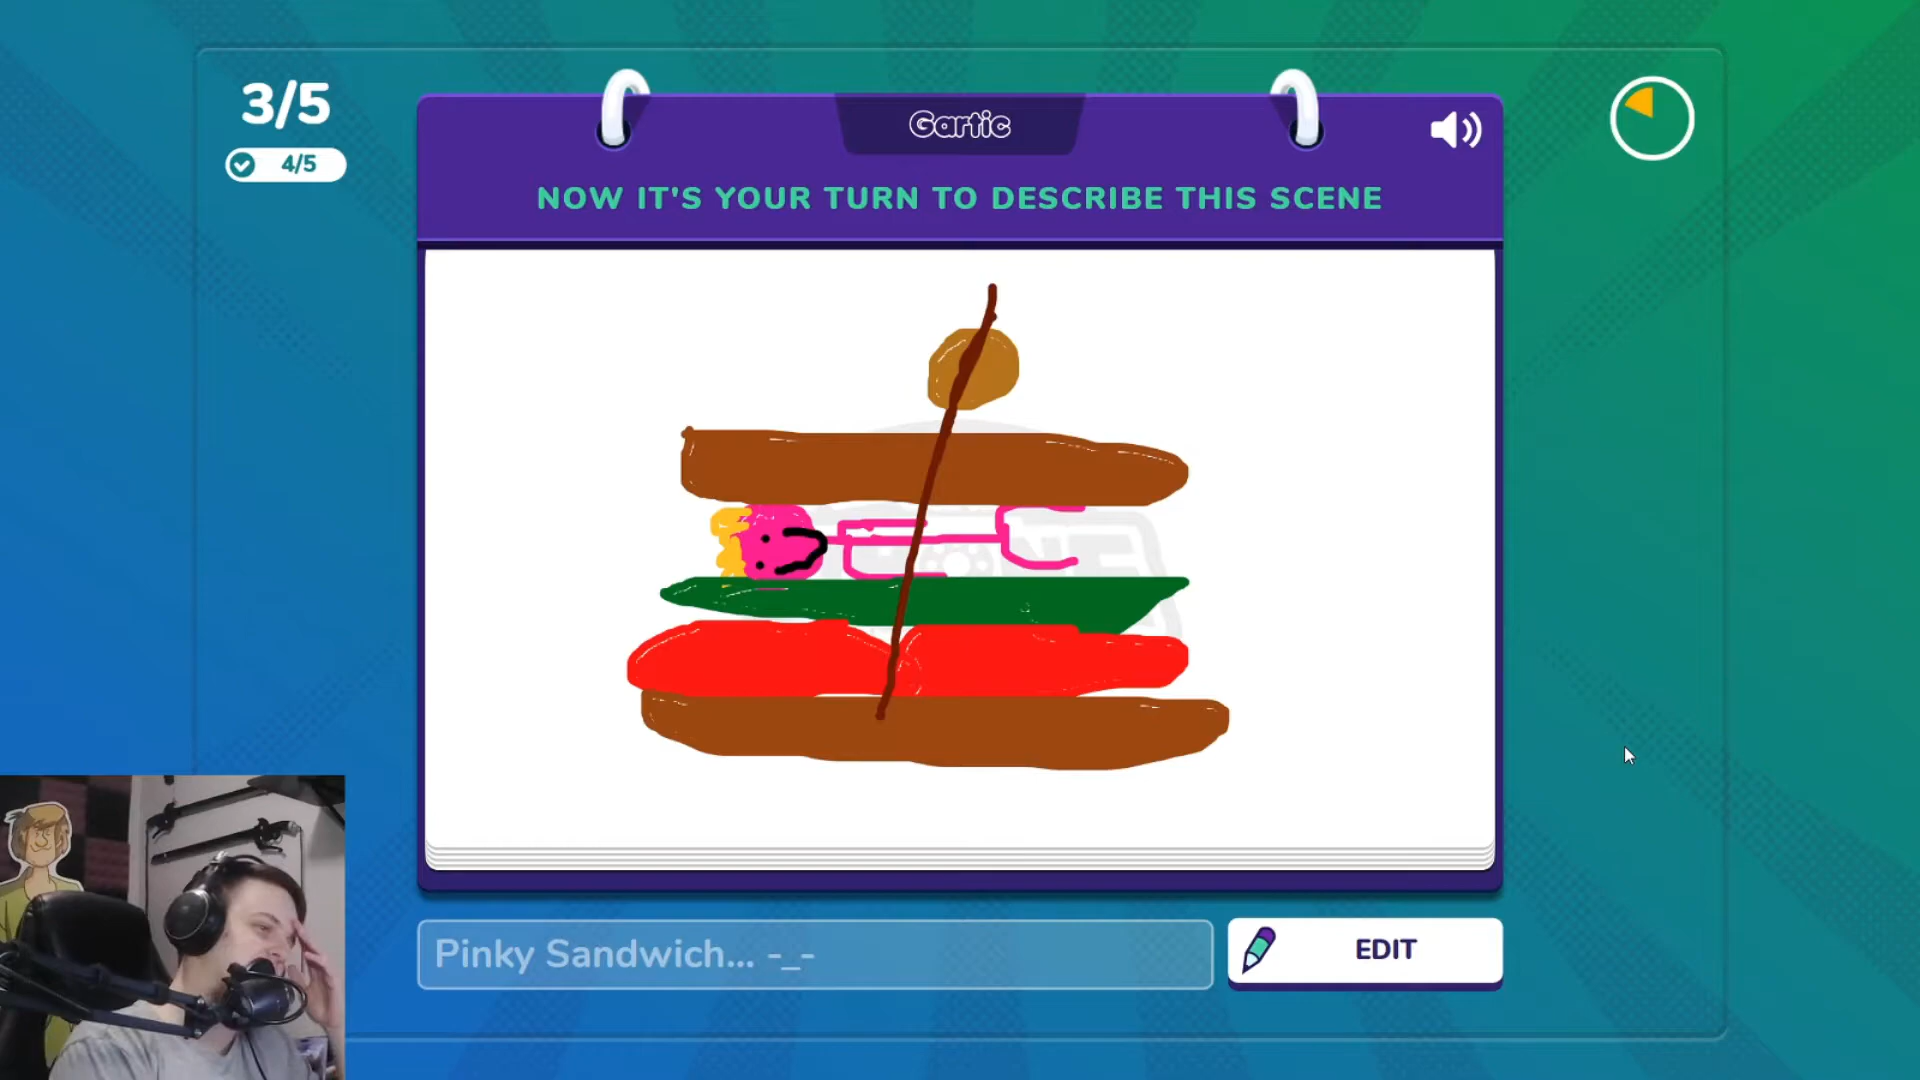 3/5
4/5
Gartic
NOW IT'S YOUR TURN TO DESCRIBE THIS SCENE
Pinky Sandwich... -_-
EDIT